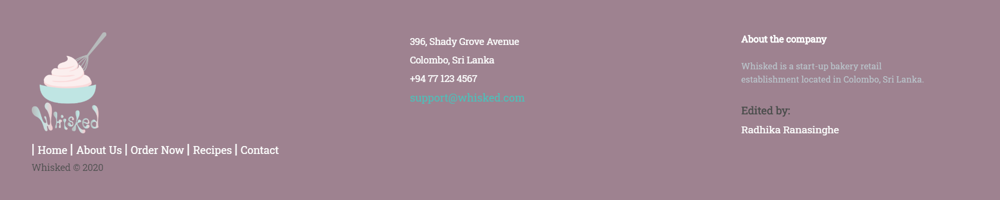 Whisked
| Home | About Us | Order Now | Recipes | Contact
Whisked © 2020
396, Shady Grove Avenue
Colombo, Sri Lanka
+94 77 123 4567
support@whisked.com
About the company
Whisked is a start-up bakery retail
establishment located in Colombo, Sri Lanka.
Edited by:
Radhika Ranasinghe